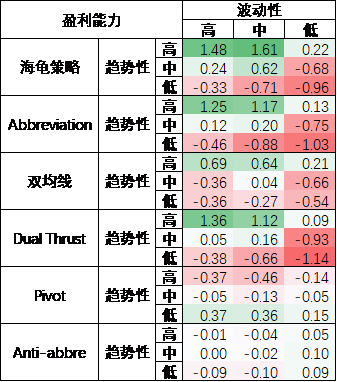 盈利能力 波动性
高 中 低
海龟策略 趋势性 高 1.48 1.61 0.22
中 0.24 0.62 -0.68
低 -0.33 -0.71 -0.96
Abbreviation 趋势性 高 1.25 1.17 0.13
中 0.12 0.20 -0.75
低 -0.46 -0.88 -1.03
双均线 趋势性 高 0.69 0.64 0.21
中 -0.36 0.04 -0.66
低 -0.36 -0.27 -0.54
Dual Thrust 趋势性 高 1.36 1.12 0.09
中 0.05 0.16 -0.93
低 -0.38 -0.66 -1.14
Pivot 趋势性 高 -0.37 -0.46 -0.14
中 -0.05 -0.13 -0.05
低 0.37 0.36 0.15
Anti-abbre 趋势性 高 -0.01 -0.04 0.05
中 0.00 -0.02 0.10
低 -0.09 -0.10 0.09